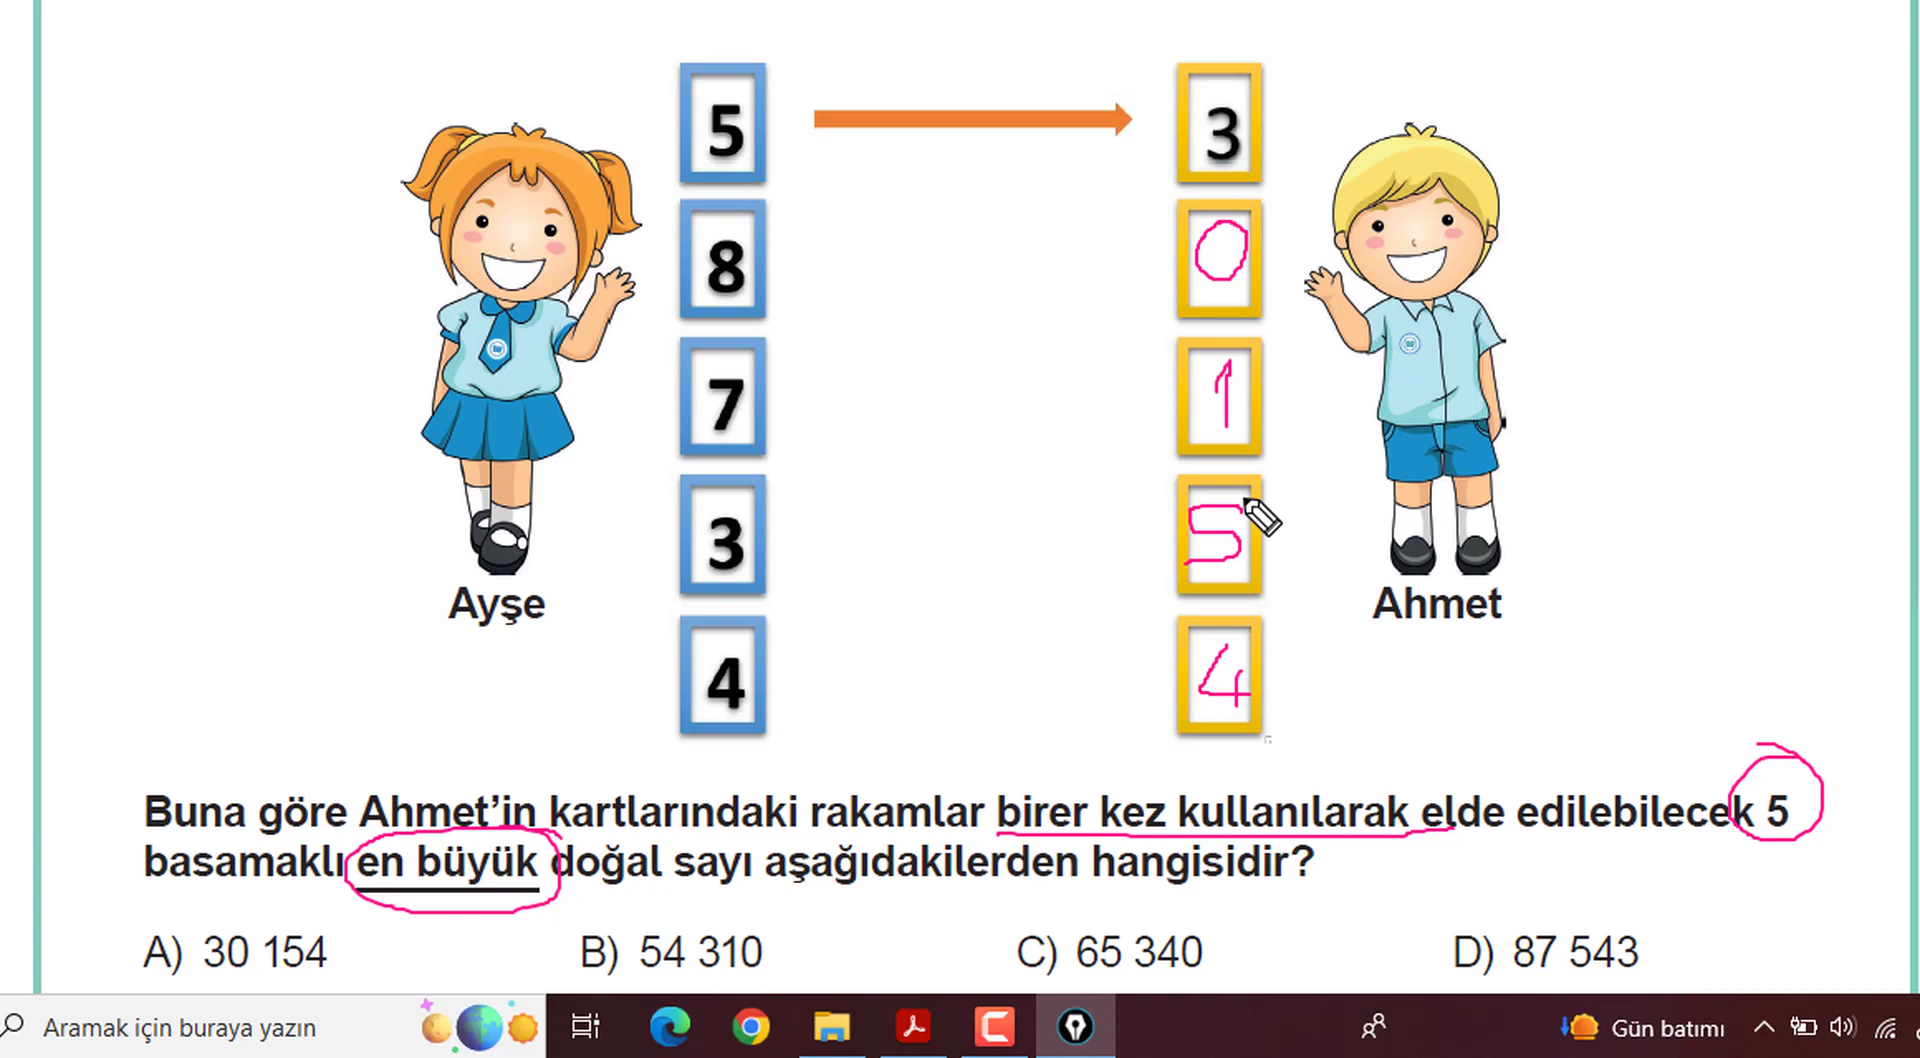 5
3
8
0
7
1
3
5
4
4
Ayşe
Ahmet
Buna göre Ahmet'in kartlarındaki rakamlar birer kez kullanılarak elde edilebilecek 5
basamaklı en büyük doğal sayı aşağıdakilerden hangisidir?
A) 30 154 B) 54 310 C) 65 340 D) 87 543
Aramak için buraya yazın
Gün batımı